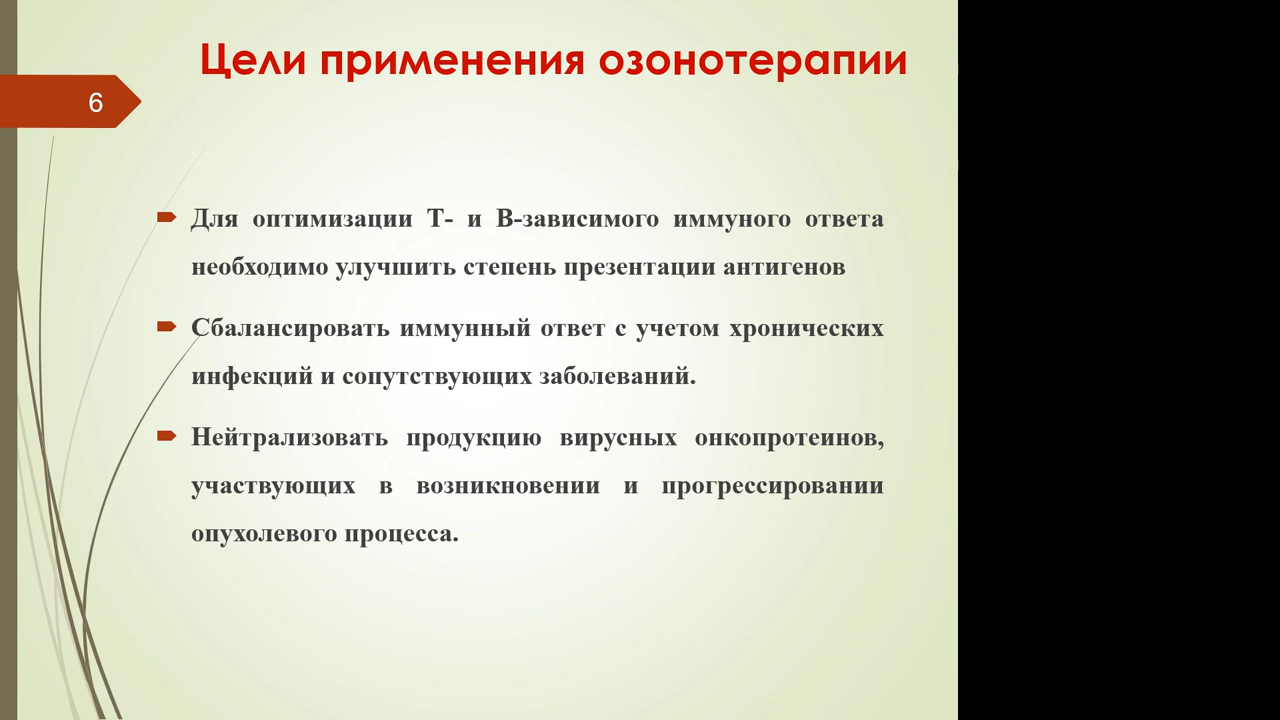 Цели применения озонотерапии
6
Для оптимизации Т- и В-зависимого иммуного ответа
необходимо улучшить степень презентации антигенов
Сбалансировать иммунный ответ с учетом хронических
инфекций и сопутствующих заболеваний.
Нейтрализовать продукцию вирусных онкопротеинов,
участвующих в возникновении и прогрессировании
опухолевого процесса.